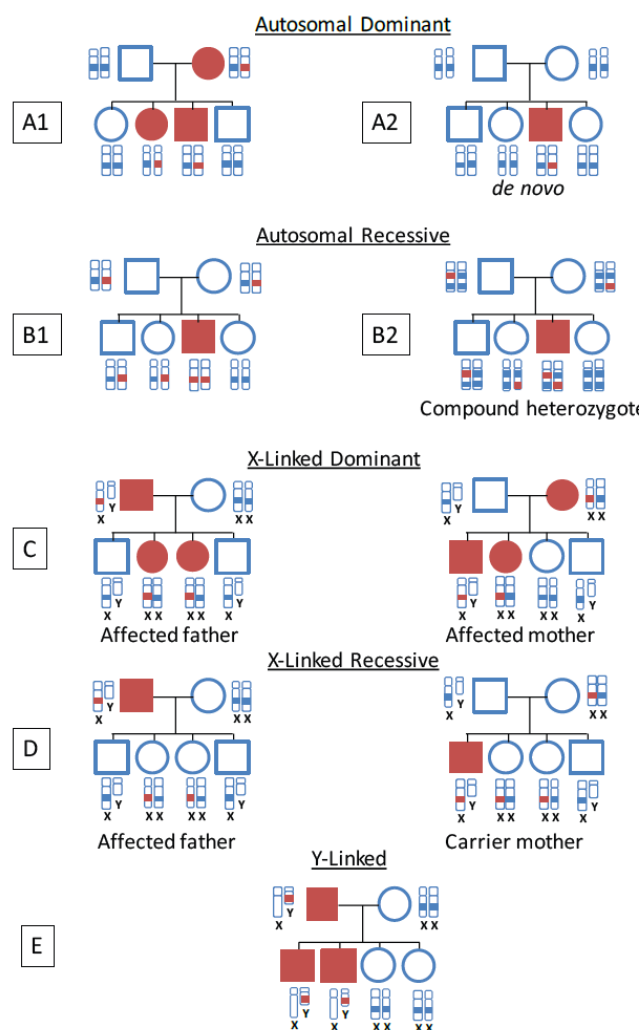 Autosomal Dominant
A1
A2
de novo
Autosomal Recessive
B1
B2
Compound heterozygote
X-Linked Dominant
X Y X X X Y X X
C
X Y X X X X X Y X Y X X X X X Y
Affected father Affected mother
X-Linked Recessive
X Y X X X Y X X
D
X Y X X X X X Y X Y X X X X X Y
Affected father Carrier mother
Y-Linked
X Y X X
E
X Y X Y X X X X